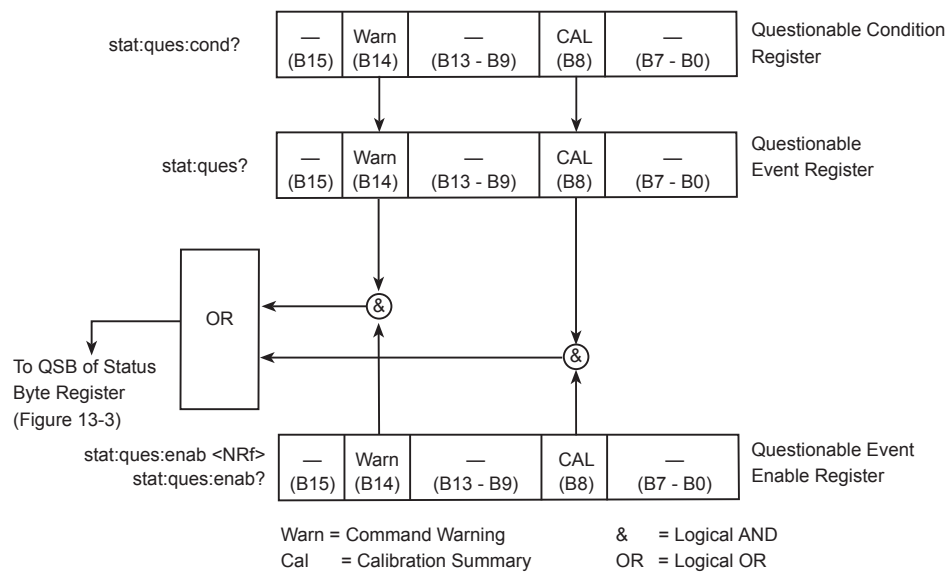 stat:ques:cond?
— Warn — CAL —
(B15) (B14) (B13 - B9) (B8) (B7 - B0)
Questionable Condition
Register
stat:ques?
— Warn — CAL —
(B15) (B14) (B13 - B9) (B8) (B7 - B0)
Questionable
Event Register
OR
&
&
To QSB of Status
Byte Register
(Figure 13-3)
stat:ques:enab <NRf>
stat:ques:enab?
— Warn — CAL —
(B15) (B14) (B13 - B9) (B8) (B7 - B0)
Questionable Event
Enable Register
Warn = Command Warning
Cal = Calibration Summary
& = Logical AND
OR = Logical OR